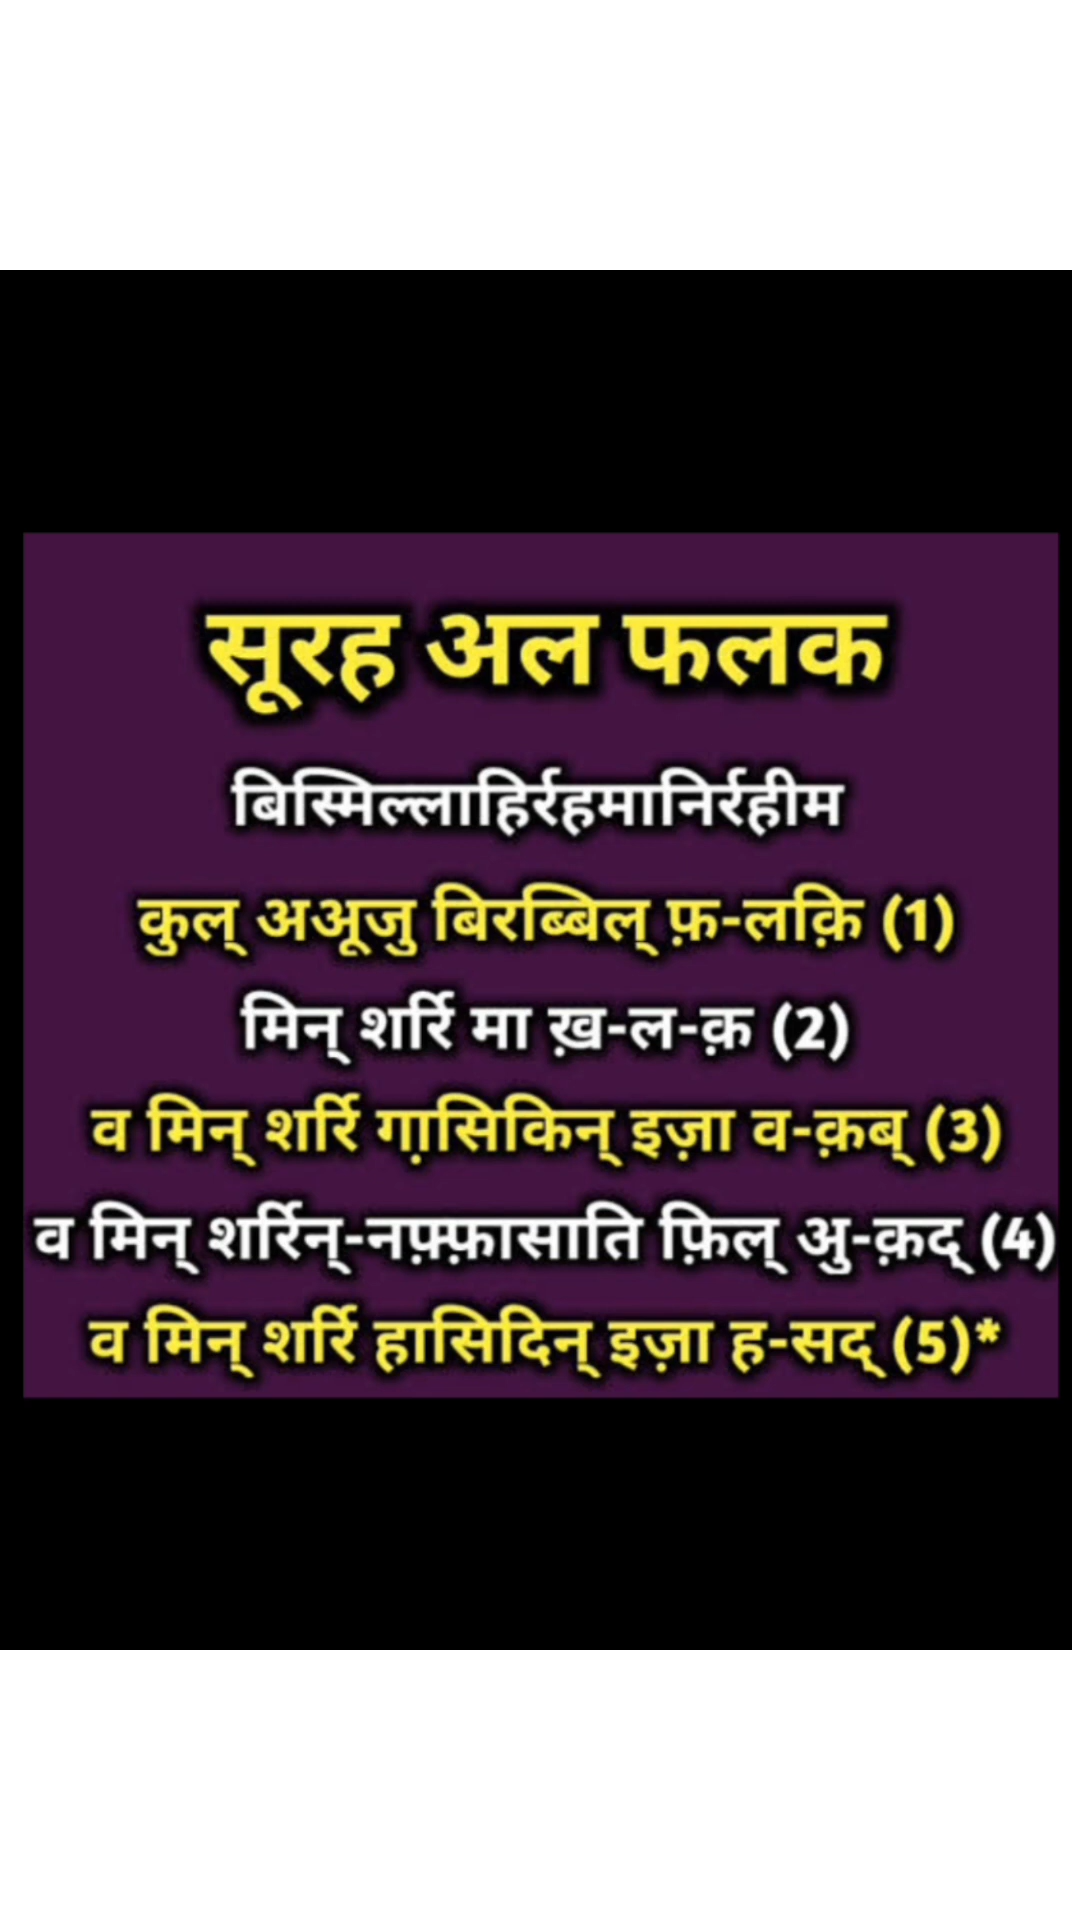 सूरह अल फलक
बिस्मिल्लाहिर्रहमानिर्रहीम
कुल् अअूजु बिरब्बिल् फ़-लक़ि (1)
मिन् शर्रि मा ख़-ल-क़ (2)
व मिन् शर्रि गा़सिकिन् इज़ा व-क़ब् (3)
व मिन् शर्रिन्-नफ़्फ़ासाति फ़िल् अु-क़द् (4)
व मिन् शर्रि हासिदिन् इज़ा ह-सद् (5)*